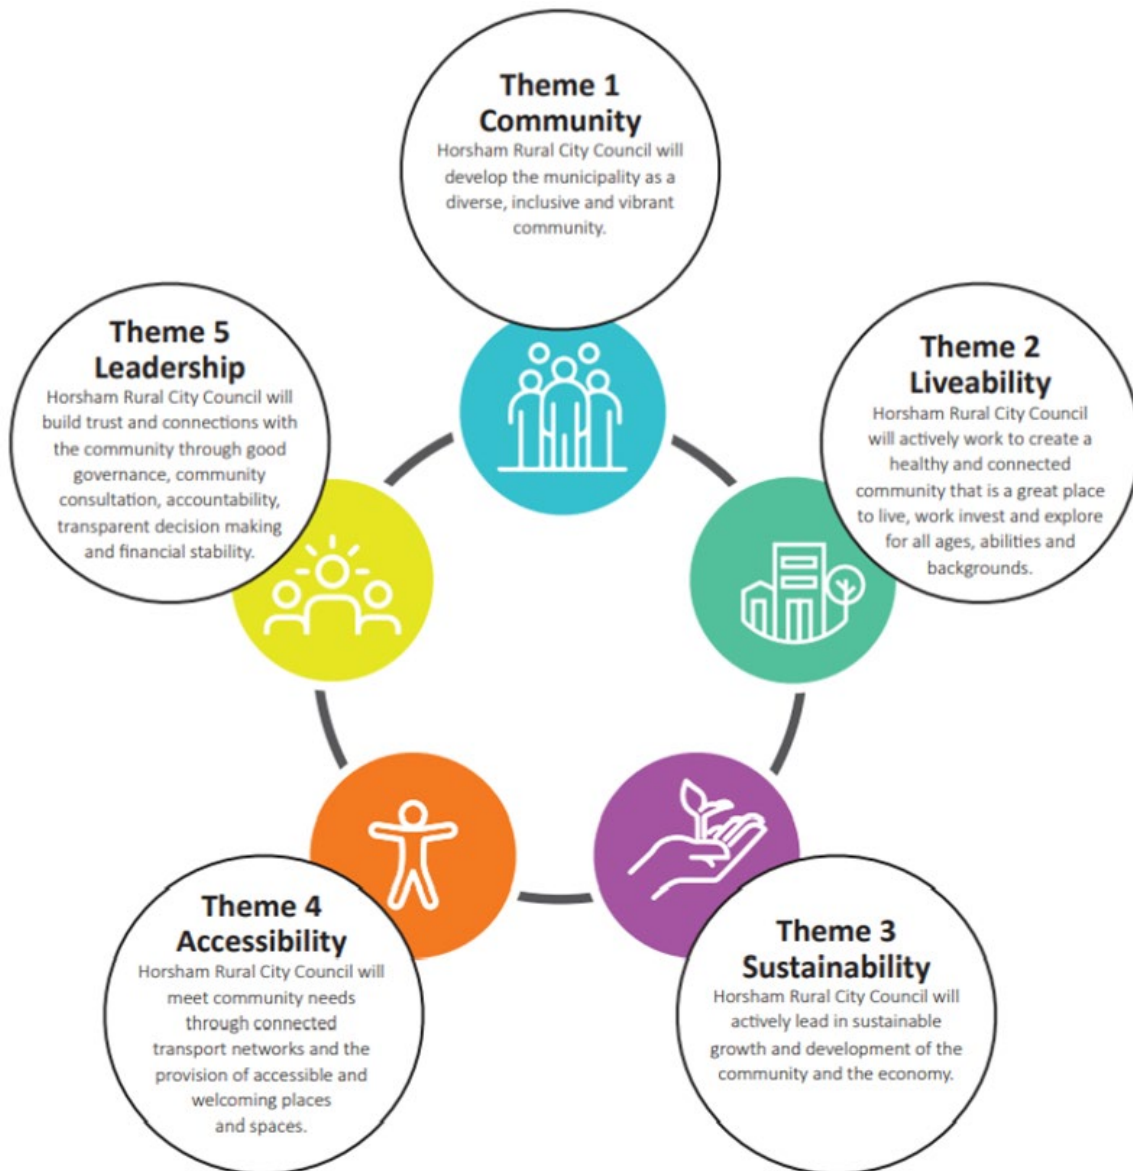 Theme 1
Community
Horsham Rural City Council will
develop the municipality as a
diverse, inclusive and vibrant
community.
Theme 2
Liveability
Horsham Rural City Council
will actively work to create a
healthy and connected
community that is a great place
to live, work invest and explore
for all ages, abilities and
backgrounds.
Theme 3
Sustainability
Horsham Rural City Council will
actively lead in sustainable
growth and development of the
community and the economy.
Theme 4
Accessibility
Horsham Rural City Council will
meet community needs
through connected
transport networks and the
provision of accessible and
welcoming places
and spaces.
Theme 5
Leadership
Horsham Rural City Council will
build trust and connections with
the community through good
governance, community
consultation, accountability,
transparent decision making
and financial stability.